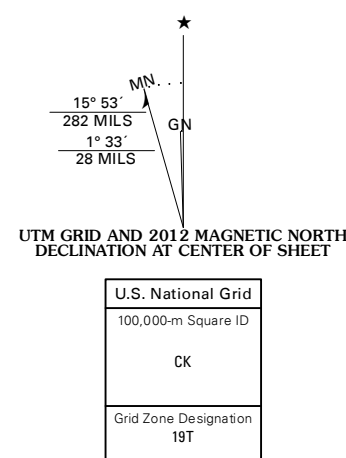 ★
MN
GN
15° 53´
282 MILS
1° 33´
28 MILS
UTM GRID AND 2012 MAGNETIC NORTH
DECLINATION AT CENTER OF SHEET
U.S. National Grid
100,000-m Square ID
CK
Grid Zone Designation
19T